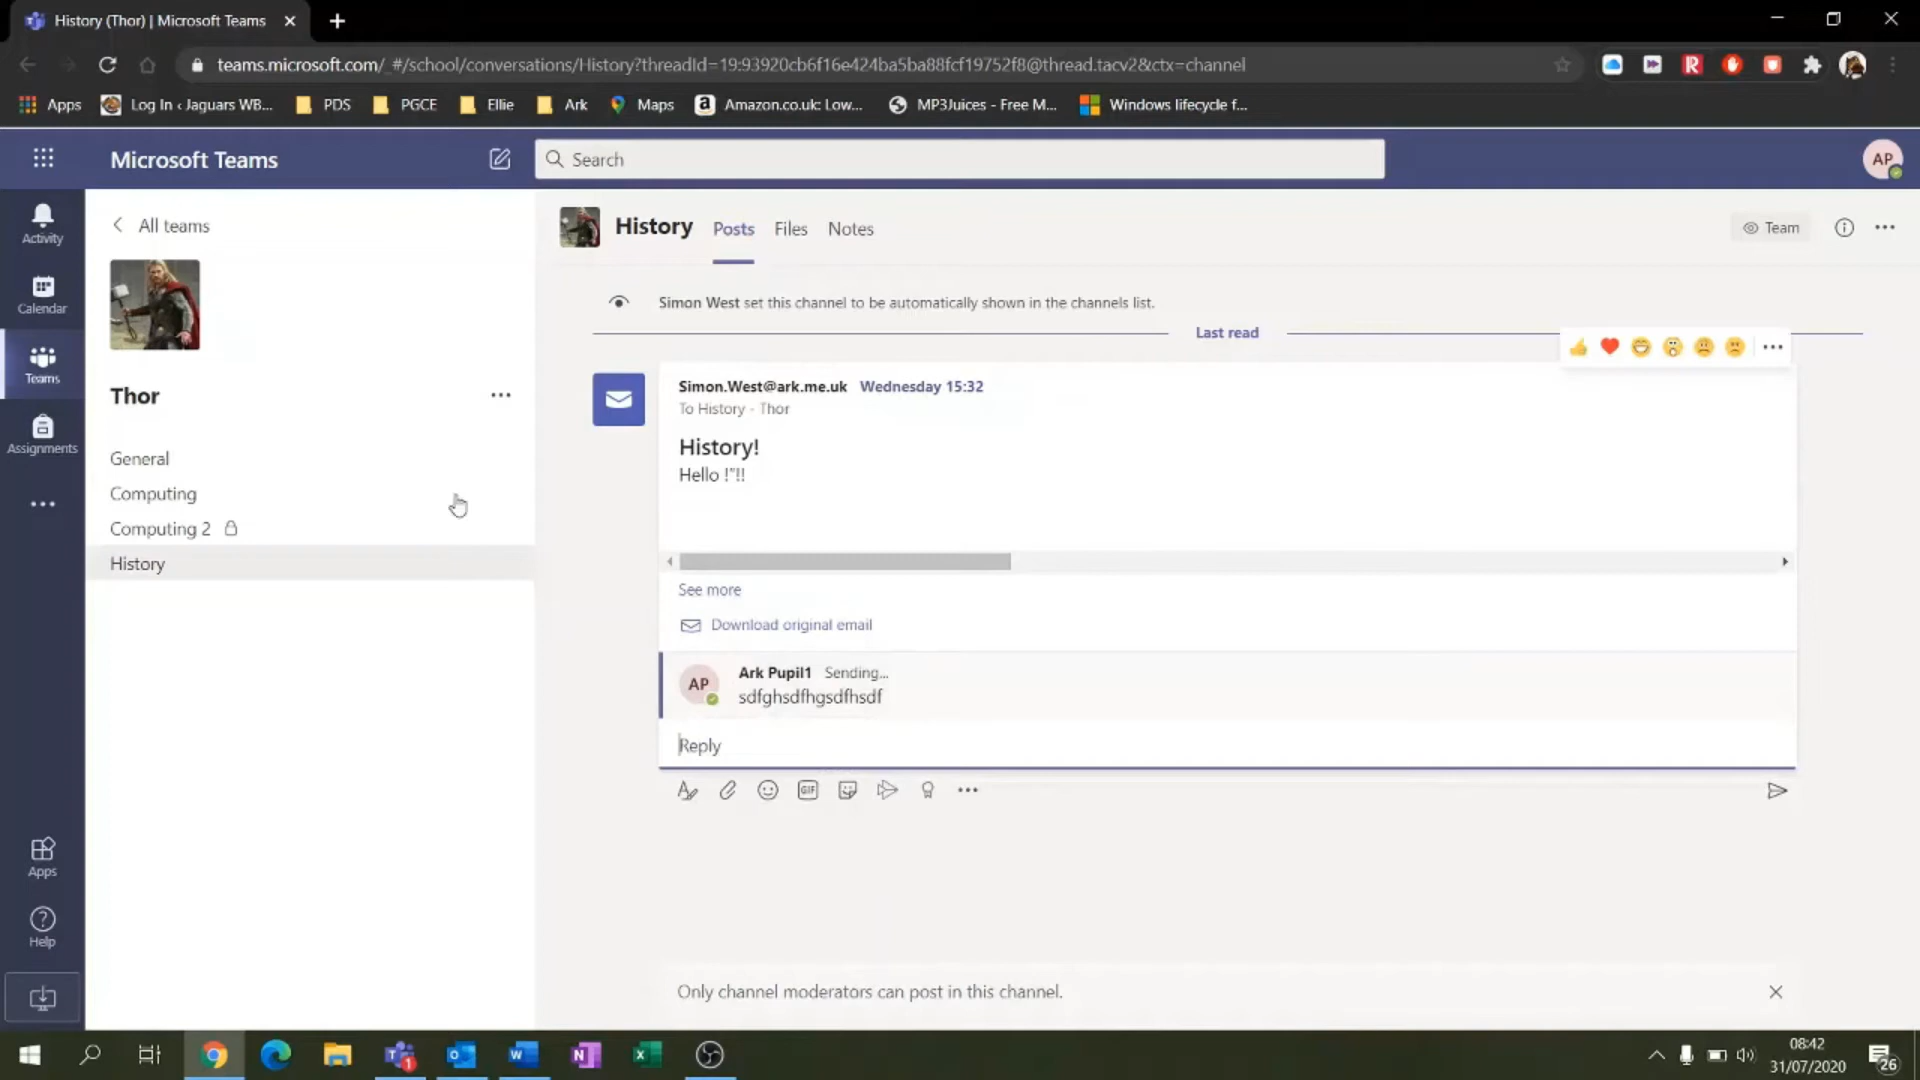 History (Thor) | Microsoft Teams
teams.microsoft.com/_#/school/conversations/History?threadId=19:93920cb6f16e424ba5ba88fcf19752f8@thread.tacv2&ctx=channel
Apps Log In ‹ Jaguars WB... PDS PGCE Ellie Ark Maps Amazon.co.uk: Low... MP3Juices - Free M... Windows lifecycle f...
Microsoft Teams
Search
AP
Activity
Calendar
Teams
Assignments
Apps
Help
All teams
Thor
General
Computing
Computing 2
History
History Posts Files Notes
Team
Simon West set this channel to be automatically shown in the channels list.
Last read
Simon.West@ark.me.uk Wednesday 15:32
To History - Thor
History!
Hello !"!!
See more
Download original email
AP
Ark Pupil1 Sending...
sdfghsdfhgsdfhsdf
Reply
GIF
Only channel moderators can post in this channel.
1
08:42
31/07/2020
26